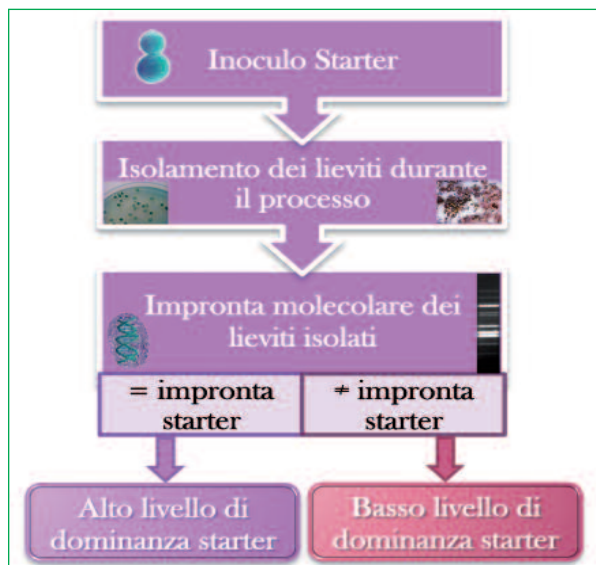 Inoculo Starter
Isolamento dei lieviti durante
il processo
Impronta molecolare dei
lieviti isolati
= impronta
starter
≠ impronta
starter
Alto livello di
dominanza starter
Basso livello di
dominanza starter